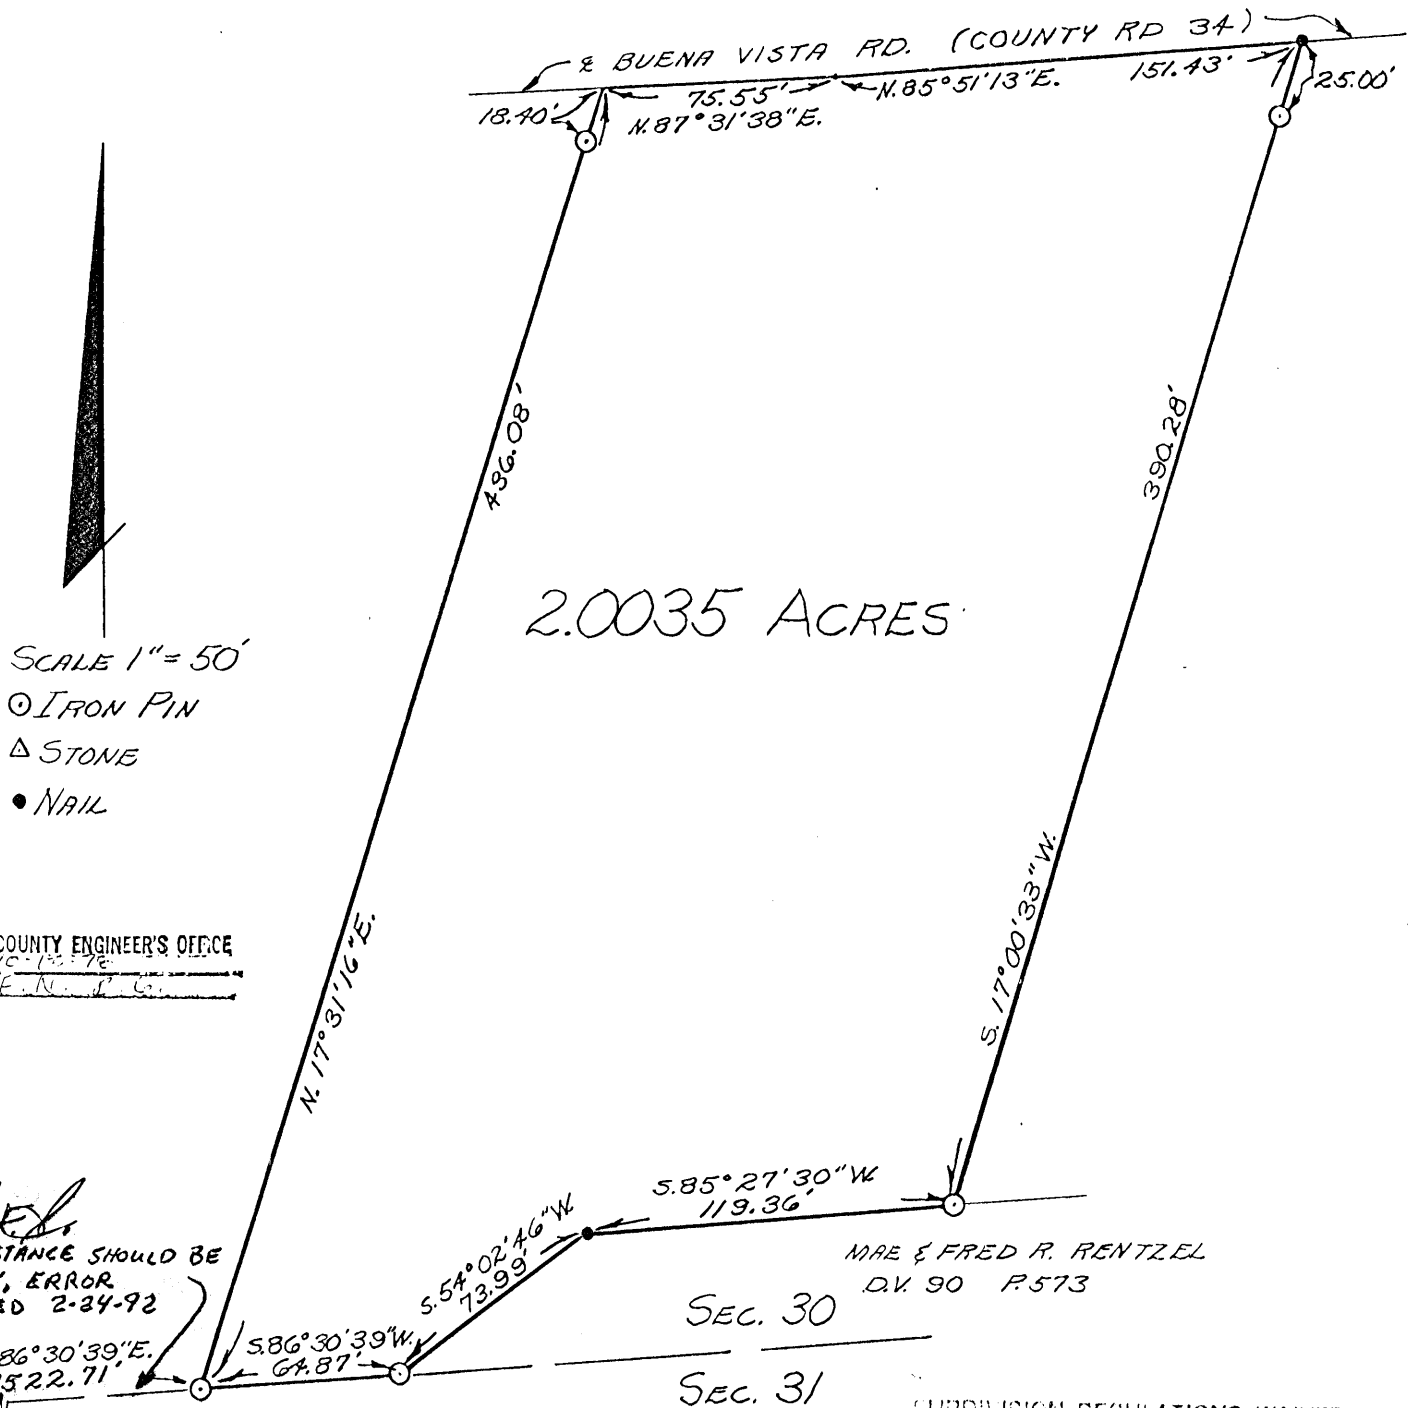 ℄ BUENA VISTA RD. (COUNTY RD 34)
18.40'
75.55'
N.87°31'38"E.
N.85°51'13"E.
151.43'
25.00'
436.08'
390.28'
2.0035 ACRES
SCALE 1"=50'
⊙ IRON PIN
△ STONE
● NAIL
COUNTY ENGINEER'S OFFICE
N. 17°31'16"E.
S. 17°00'33"W.
S.85°27'30"W.
119.36'
S.54°02'46"W.
73.99'
MAE & FRED R. RENTZEL
D.V. 90 P.573
SHOULD BE
ERROR
2-24-92
86°30'39"E.
522.71'
S.86°30'39"W.
64.87'
SEC. 30
SEC. 31